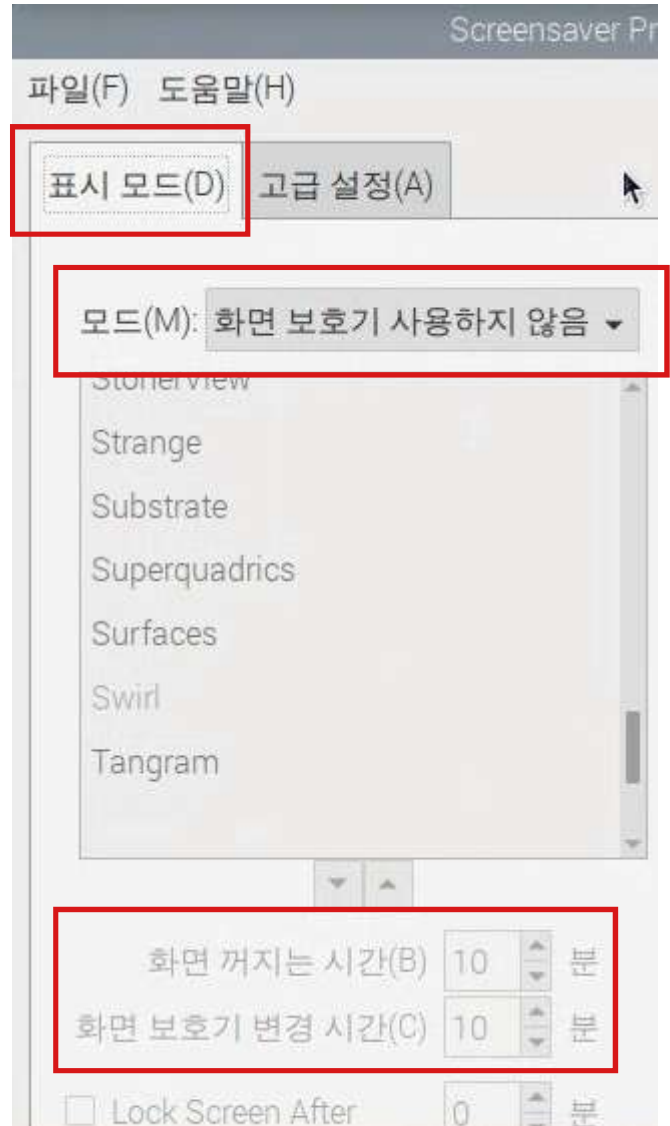 Screensaver Pr
파일(F) 도움말(H)
표시 모드(D) 고급 설정(A)
모드(M): 화면 보호기 사용하지 않음
StonerView
Strange
Substrate
Superquadrics
Surfaces
Swirl
Tangram
화면 꺼지는 시간(B) 10 분
화면 보호기 변경 시간(C) 10 분
Lock Screen After 0 분